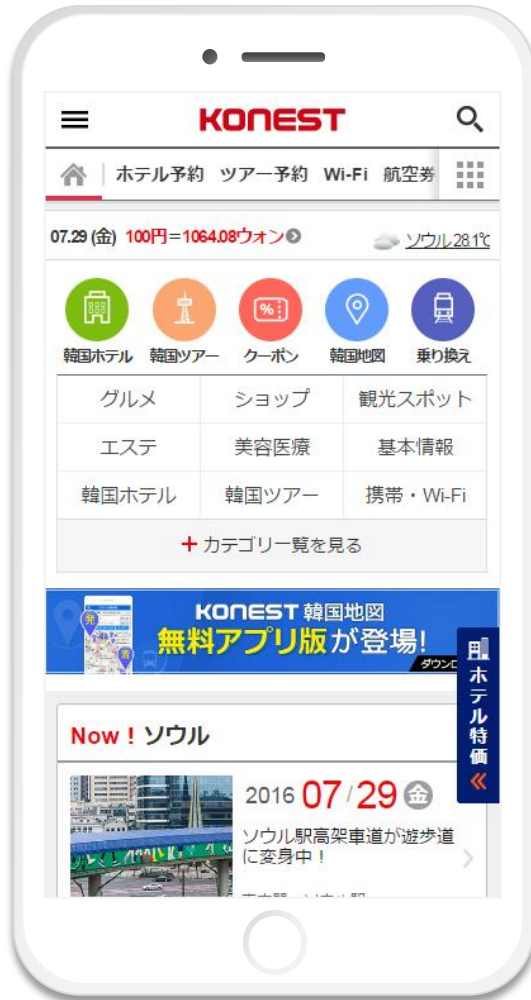 KONEST
ホテル予約 ツアー予約 Wi-Fi 航空券
07.29 (金) 100円=1064.08ウォン ソウル28.1℃
%
韓国ホテル 韓国ツアー クーポン 韓国地図 乗り換え
グルメ ショップ 観光スポット
エステ 美容医療 基本情報
韓国ホテル 韓国ツアー 携帯・Wi-Fi
+ カテゴリ一覧を見る
発 着
KONEST 韓国地図
無料アプリ版が登場!
ダウンロ
ホテル特価
Now ! ソウル
2016 07/29 金
ソウル駅高架車道が遊歩道
に変身中！